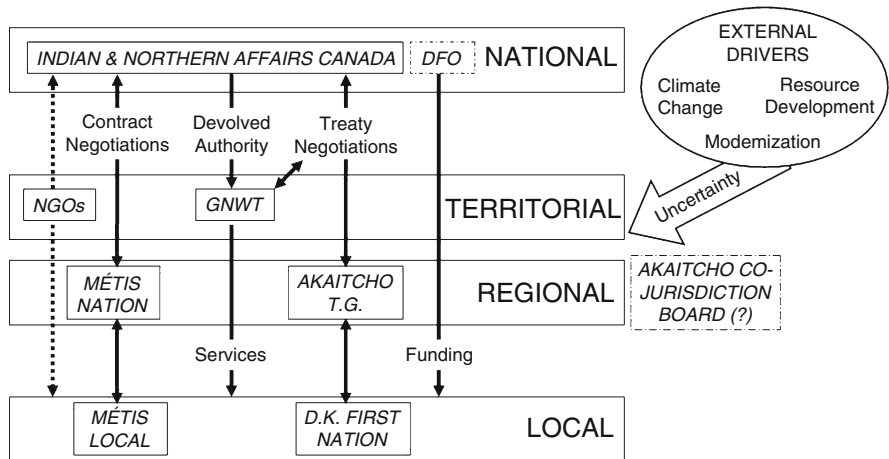 INDIAN & NORTHERN AFFAIRS CANADA
DFO
NATIONAL
EXTERNAL
DRIVERS
Climate
Change
Resource
Development
Modemization
Contract
Negotiations
Devolved
Authority
Treaty
Negotiations
Uncertainty
NGOs
GNWT
TERRITORIAL
MÉTIS
NATION
AKAITCHO
T.G.
REGIONAL
AKAITCHO CO-
JURISDICTION
BOARD (?)
Services
Funding
MÉTIS
LOCAL
D.K. FIRST
NATION
LOCAL